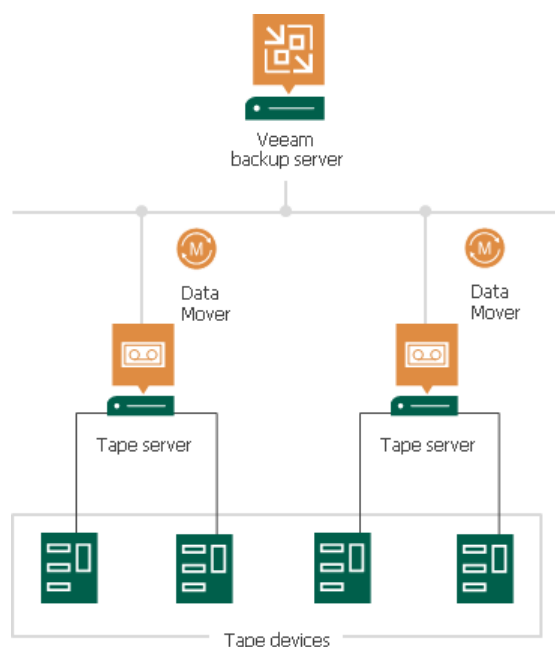 Veeam
backup server
M
Data
Mover
M
Data
Mover
Tape server
Tape server
Tape devices